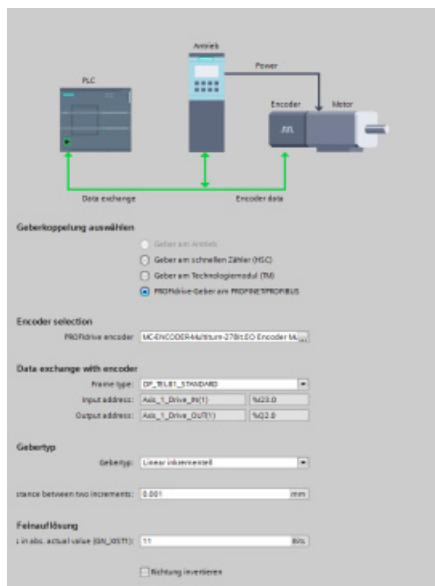 Antrieb
PLC
Power
Encoder
Motor
Data exchange
Encoder data
Geberkoppelung auswählen
Geber am Antrieb
Geber am schnellen Zähler (HSC)
Geber am Technologiemodul (TM)
PROFIdrive-Geber am PROFINET/PROFIBUS
Encoder selection
PROFIdrive encoder
Data exchange with encoder
Frame type: DP_TEL81_STANDARD
Input address: Axis_1_Drive_IN(1)
Output address: Axis_1_Drive_OUT(1) %Q2.0
Gebertyp
Gebertyp: Linear inkrementell
stance between two increments: 0.001 mm
Feinauflösung
in abs. actual value (GN_XIST1): 11 Bits
Richtung invertieren